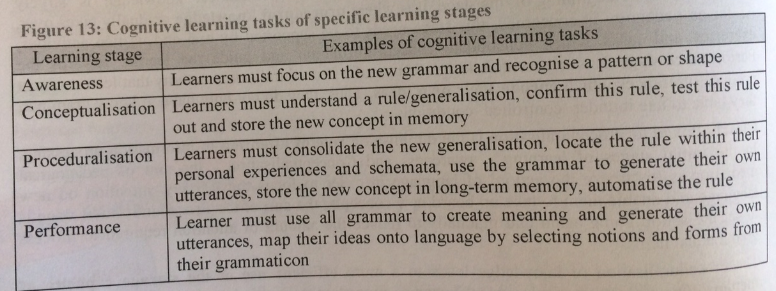 Figure 13: Cognitive learning tasks of specific learning stages
Learning stage
Examples of cognitive learning tasks
Awareness
Learners must focus on the new grammar and recognise a pattern or shape
Conceptualisation
Learners must understand a rule/generalisation, confirm this rule, test this rule
out and store the new concept in memory
Proceduralisation
Learners must consolidate the new generalisation, locate the rule within their
personal experiences and schemata, use the grammar to generate their own
utterances, store the new concept in long-term memory, automatise the rule
Performance
Learner must use all grammar to create meaning and generate their own
utterances, map their ideas onto language by selecting notions and forms from
their grammaticon